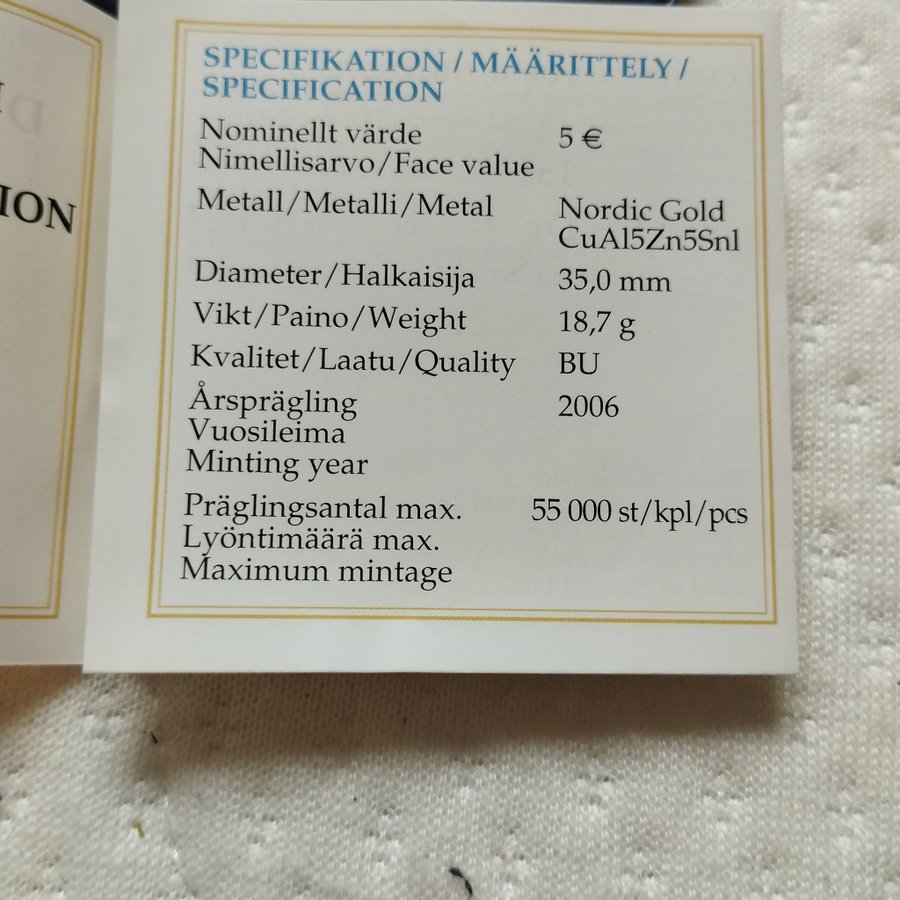 ION
SPECIFIKATION / MÄÄRITTELY /
SPECIFICATION
Nominellt värde 5 €
Nimellisarvo/Face value
Metall/Metalli/Metal Nordic Gold
CuAl5Zn5Snl
Diameter/Halkaisija 35,0 mm
Vikt/Paino/Weight 18,7 g
Kvalitet/Laatu/Quality BU
Årsprägling 2006
Vuosileima
Minting year
Präglingsantal max. 55 000 st/kpl/pcs
Lyöntimäärä max.
Maximum mintage